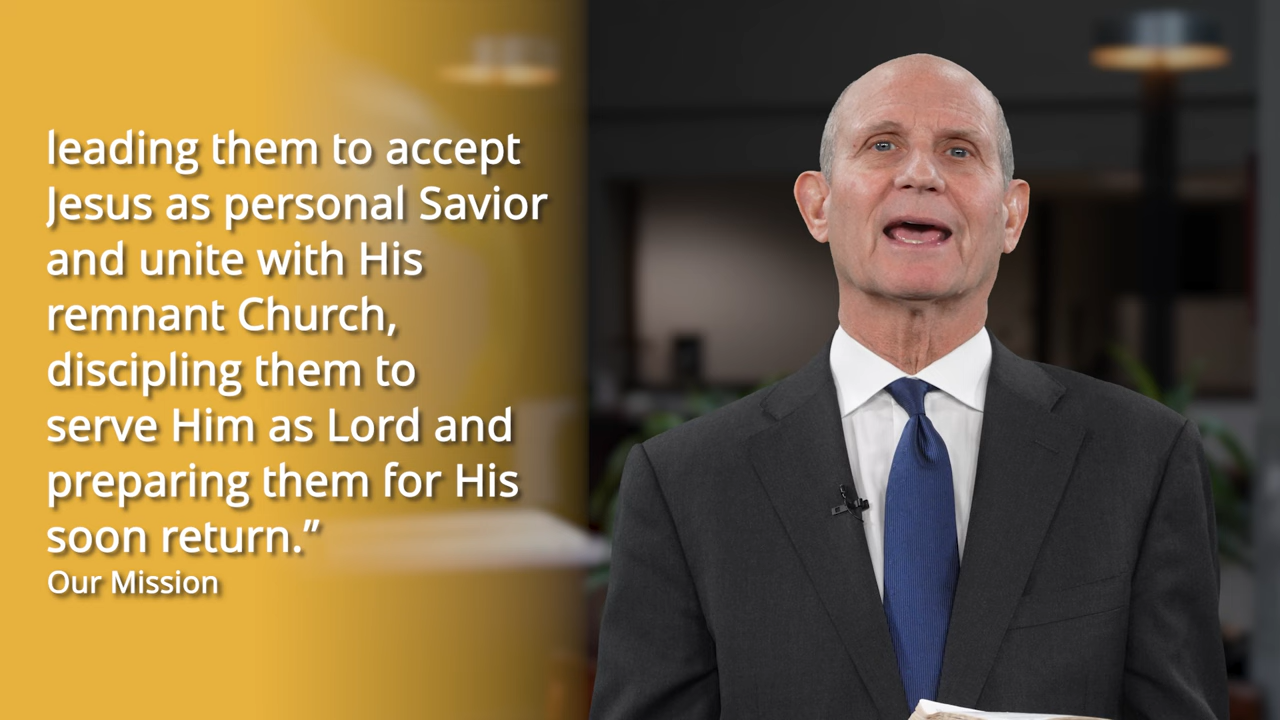 leading them to accept
Jesus as personal Savior
and unite with His
remnant Church,
discipling them to
serve Him as Lord and
preparing them for His
soon return.”
Our Mission